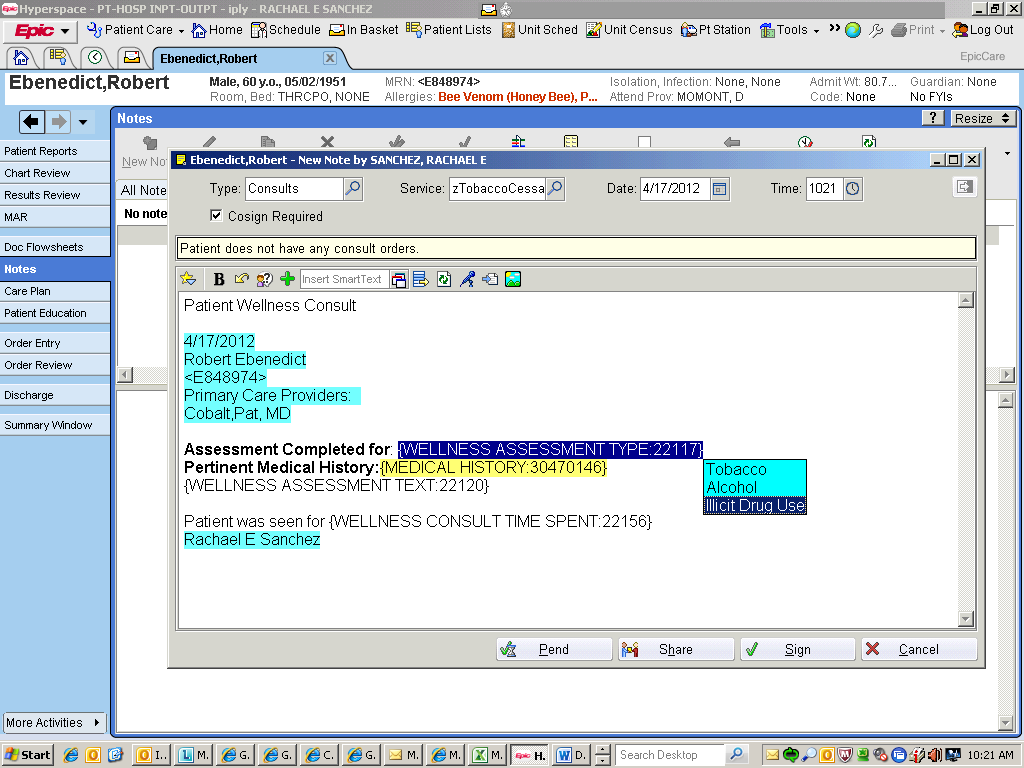 Epic Hyperspace - PT-HOSP INPT-OUTPT - iply - RACHAEL E SANCHEZ
Epic Patient Care Home Schedule In Basket Patient Lists Unit Sched Unit Census Pt Station Tools Print Log Out
Ebenedict,Robert EpicCare
Ebenedict,Robert Male, 60 y.o., 05/02/1951 MRN: <E848974> Isolation, Infection: None, None Admit Wt: 80.7... Guardian: None
Room, Bed: THRCPO, NONE Allergies: Bee Venom (Honey Bee), P... Attend Prov: MOMONT, D Code: None No FYIs
Notes ? Resize
Patient Reports
Chart Review
Results Review
MAR
Doc Flowsheets
Notes
Care Plan
Patient Education
Order Entry
Order Review
Discharge
Summary Window
More Activities
New No
All Note
No note
Ebenedict,Robert - New Note by SANCHEZ, RACHAEL E
Type: Consults Service: zTobaccoCessa Date: 4/17/2012 Time: 1021
Cosign Required
Patient does not have any consult orders.
B Insert SmartText
Patient Wellness Consult
4/17/2012
Robert Ebenedict
<E848974>
Primary Care Providers:
Cobalt,Pat, MD
Assessment Completed for: {WELLNESS ASSESSMENT TYPE:22117}
Pertinent Medical History:{MEDICAL HISTORY:30470146}
{WELLNESS ASSESSMENT TEXT:22120}
Tobacco
Alcohol
Illicit Drug Use
Patient was seen for {WELLNESS CONSULT TIME SPENT:22156}
Rachael E Sanchez
Pend Share Sign Cancel
Start I.. M. G. G. C. G. M. M. M. H. D. Search Desktop 10:21 AM